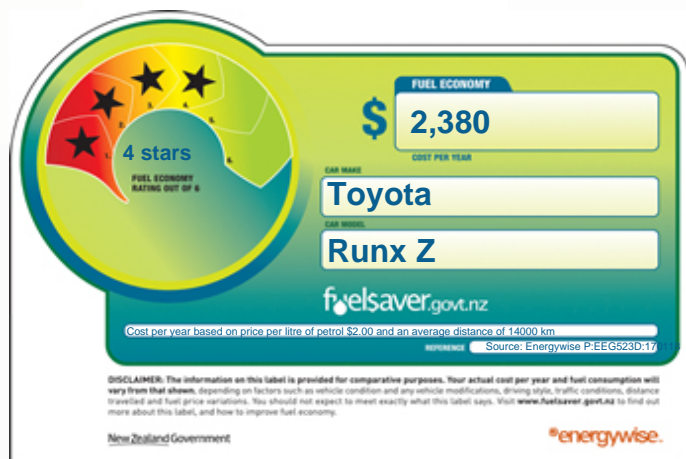 FUEL ECONOMY
$ 2,380
COST PER YEAR
1.
2.
3.
4.
5.
6.
4 stars
FUEL ECONOMY
RATING OUT OF 6
CAR MAKE
Toyota
CAR MODEL
Runx Z
fuelsaver.govt.nz
Cost per year based on price per litre of petrol $2.00 and an average distance of 14000 km
REFERENCE Source: Energywise P:EEG523D:
DISCLAIMER: The information on this label is provided for comparative purposes. Your actual cost per year and fuel consumption will
vary from that shown, depending on factors such as vehicle condition and any vehicle modifications, driving style, traffic conditions, distance
travelled and fuel price variations. You should not expect to meet exactly what this label says. Visit www.fuelsaver.govt.nz to find out
more about this label, and how to improve fuel economy.
New Zealand Government
energywise.